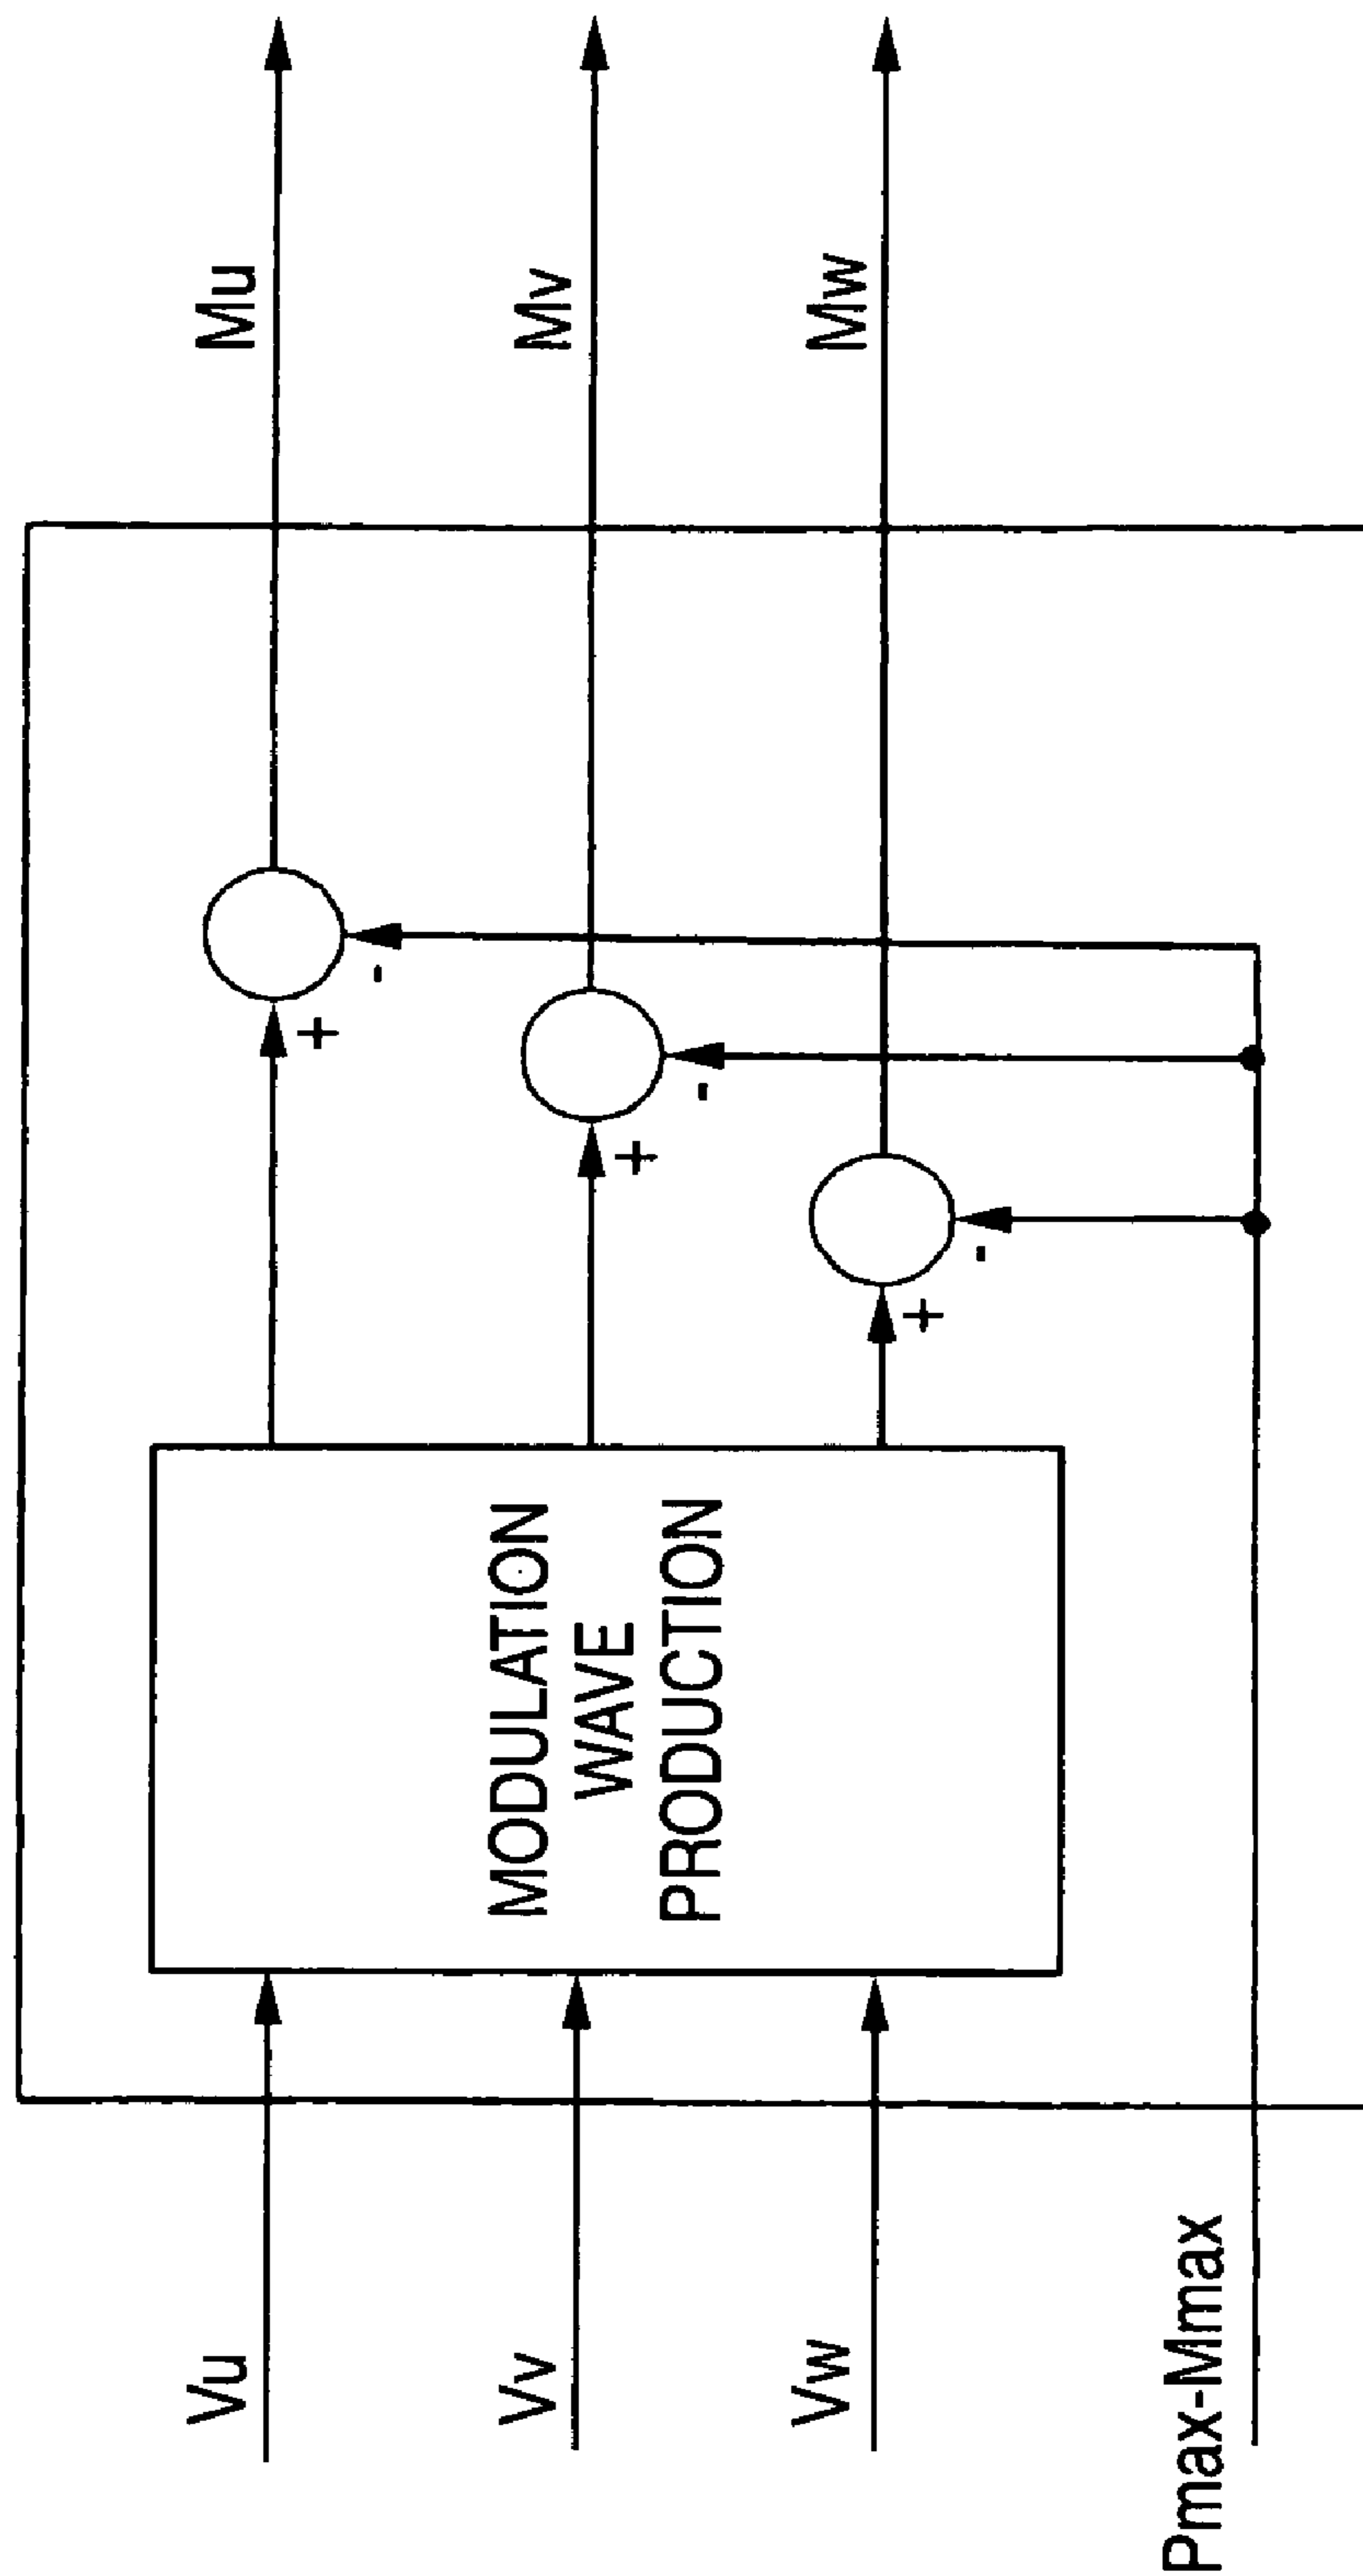 Vu
Vv
Vw
Pmax-Mmax
MODULATION
WAVE
PRODUCTION
+
-
+
-
+
-
Mu
Mv
Mw